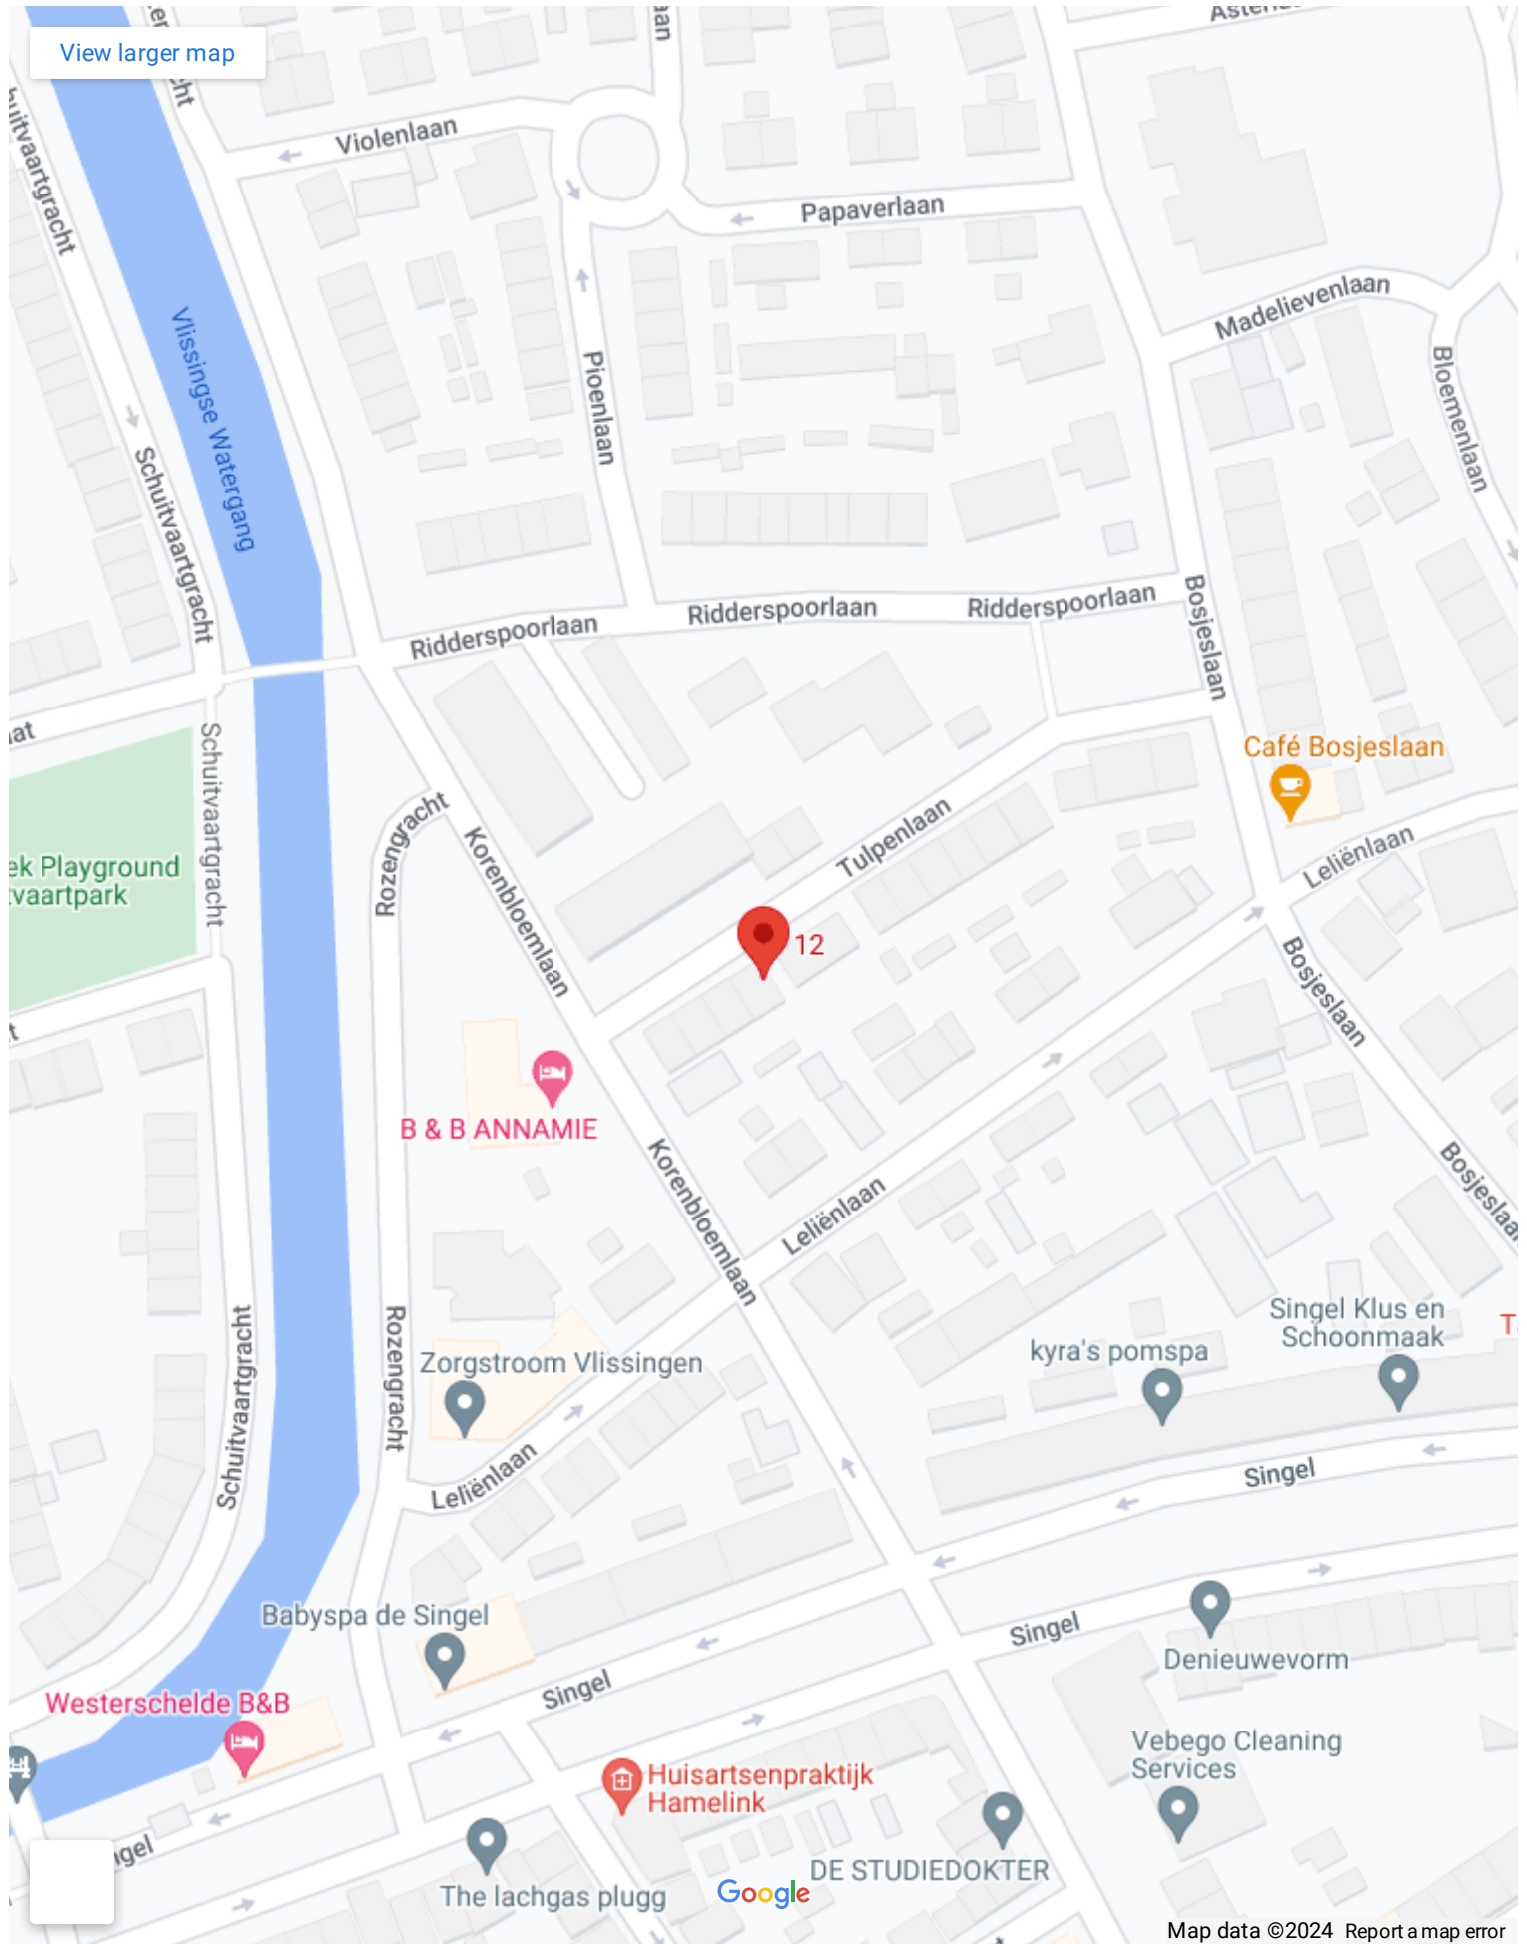 View larger map
Violenlaan
Papaverlaan
Schuitvaartgracht
Vlissingse Watergang
Pioenlaan
Madelievenlaan
Bloemenlaan
Schuitvaartgracht
Ridderspoorlaan
Ridderspoorlaan
Ridderspoorlaan
Bosjeslaan
Café Bosjeslaan
Schuitvaartgracht
Rozengracht
Korenbloemlaan
Tulpenlaan
Leliënlaan
Playground
12
Bosjeslaan
B & B ANNAMIE
Korenbloemlaan
Leliënlaan
Bosjeslaan
Schuitvaartgracht
Rozengracht
Zorgstroom Vlissingen
kyra's pomspa
Singel Klus en
Schoonmaak
Leliënlaan
Singel
Babyspa de Singel
Singel
Denieuwevorm
Westerschelde B&B
Singel
Vebego Cleaning
Services
Huisartsenpraktijk
Hamelink
DE STUDIEDOKTER
The lachgas plugg
Google
Map data ©2024
Report a map error